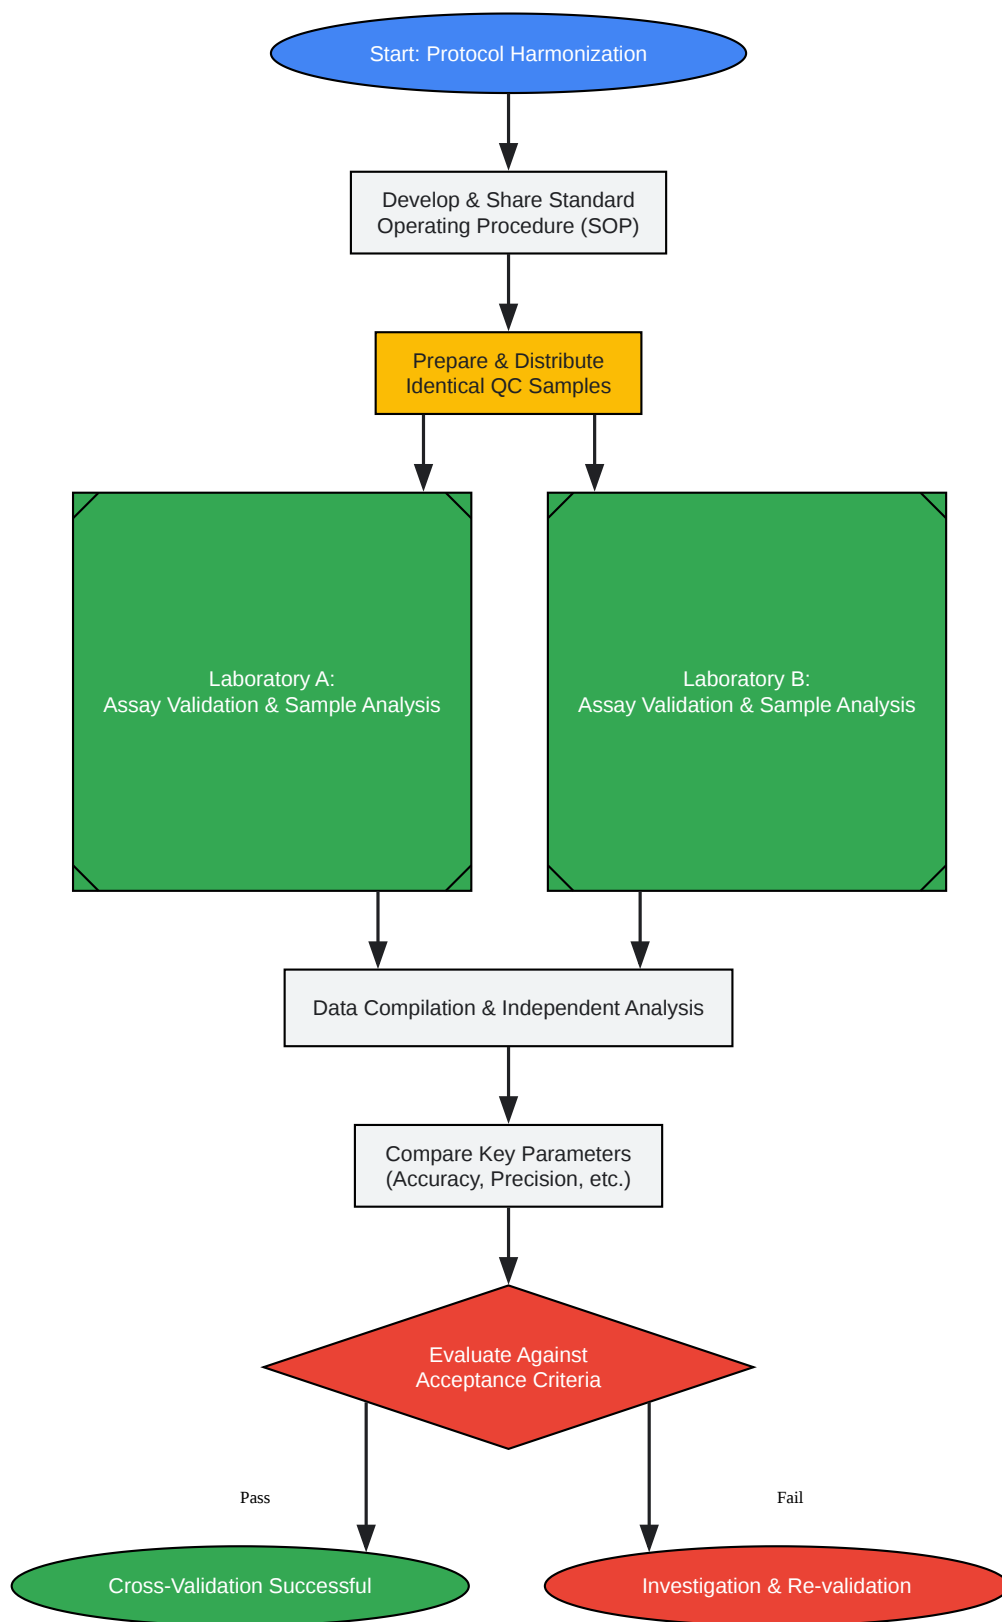 Start: Protocol Harmonization
Develop & Share Standard
Operating Procedure (SOP)
Prepare & Distribute
Identical QC Samples
Laboratory A:
Assay Validation & Sample Analysis
Laboratory B:
Assay Validation & Sample Analysis
Data Compilation & Independent Analysis
Compare Key Parameters
(Accuracy, Precision, etc.)
Evaluate Against
Acceptance Criteria
Pass
Fail
Cross-Validation Successful
Investigation & Re-validation